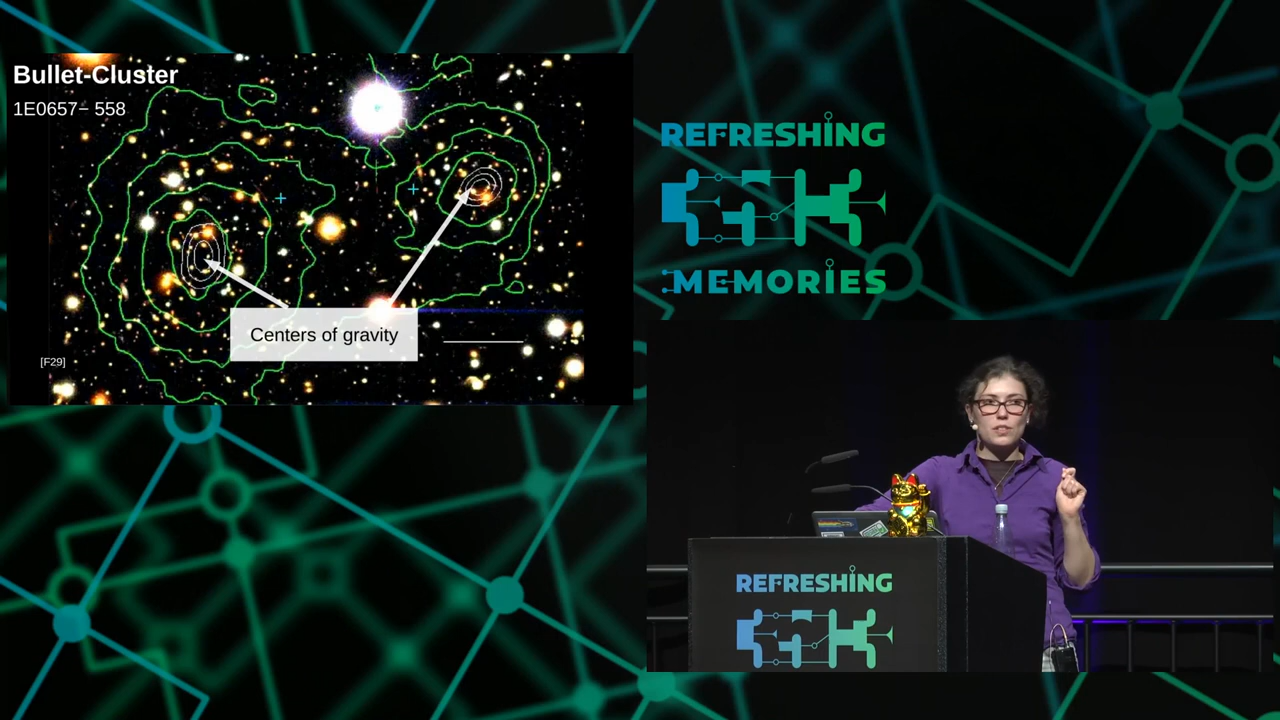 Bullet-Cluster
1E0657− 558
Centers of gravity
[F29]
REFRESHING
MEMORIES
REFRESHING